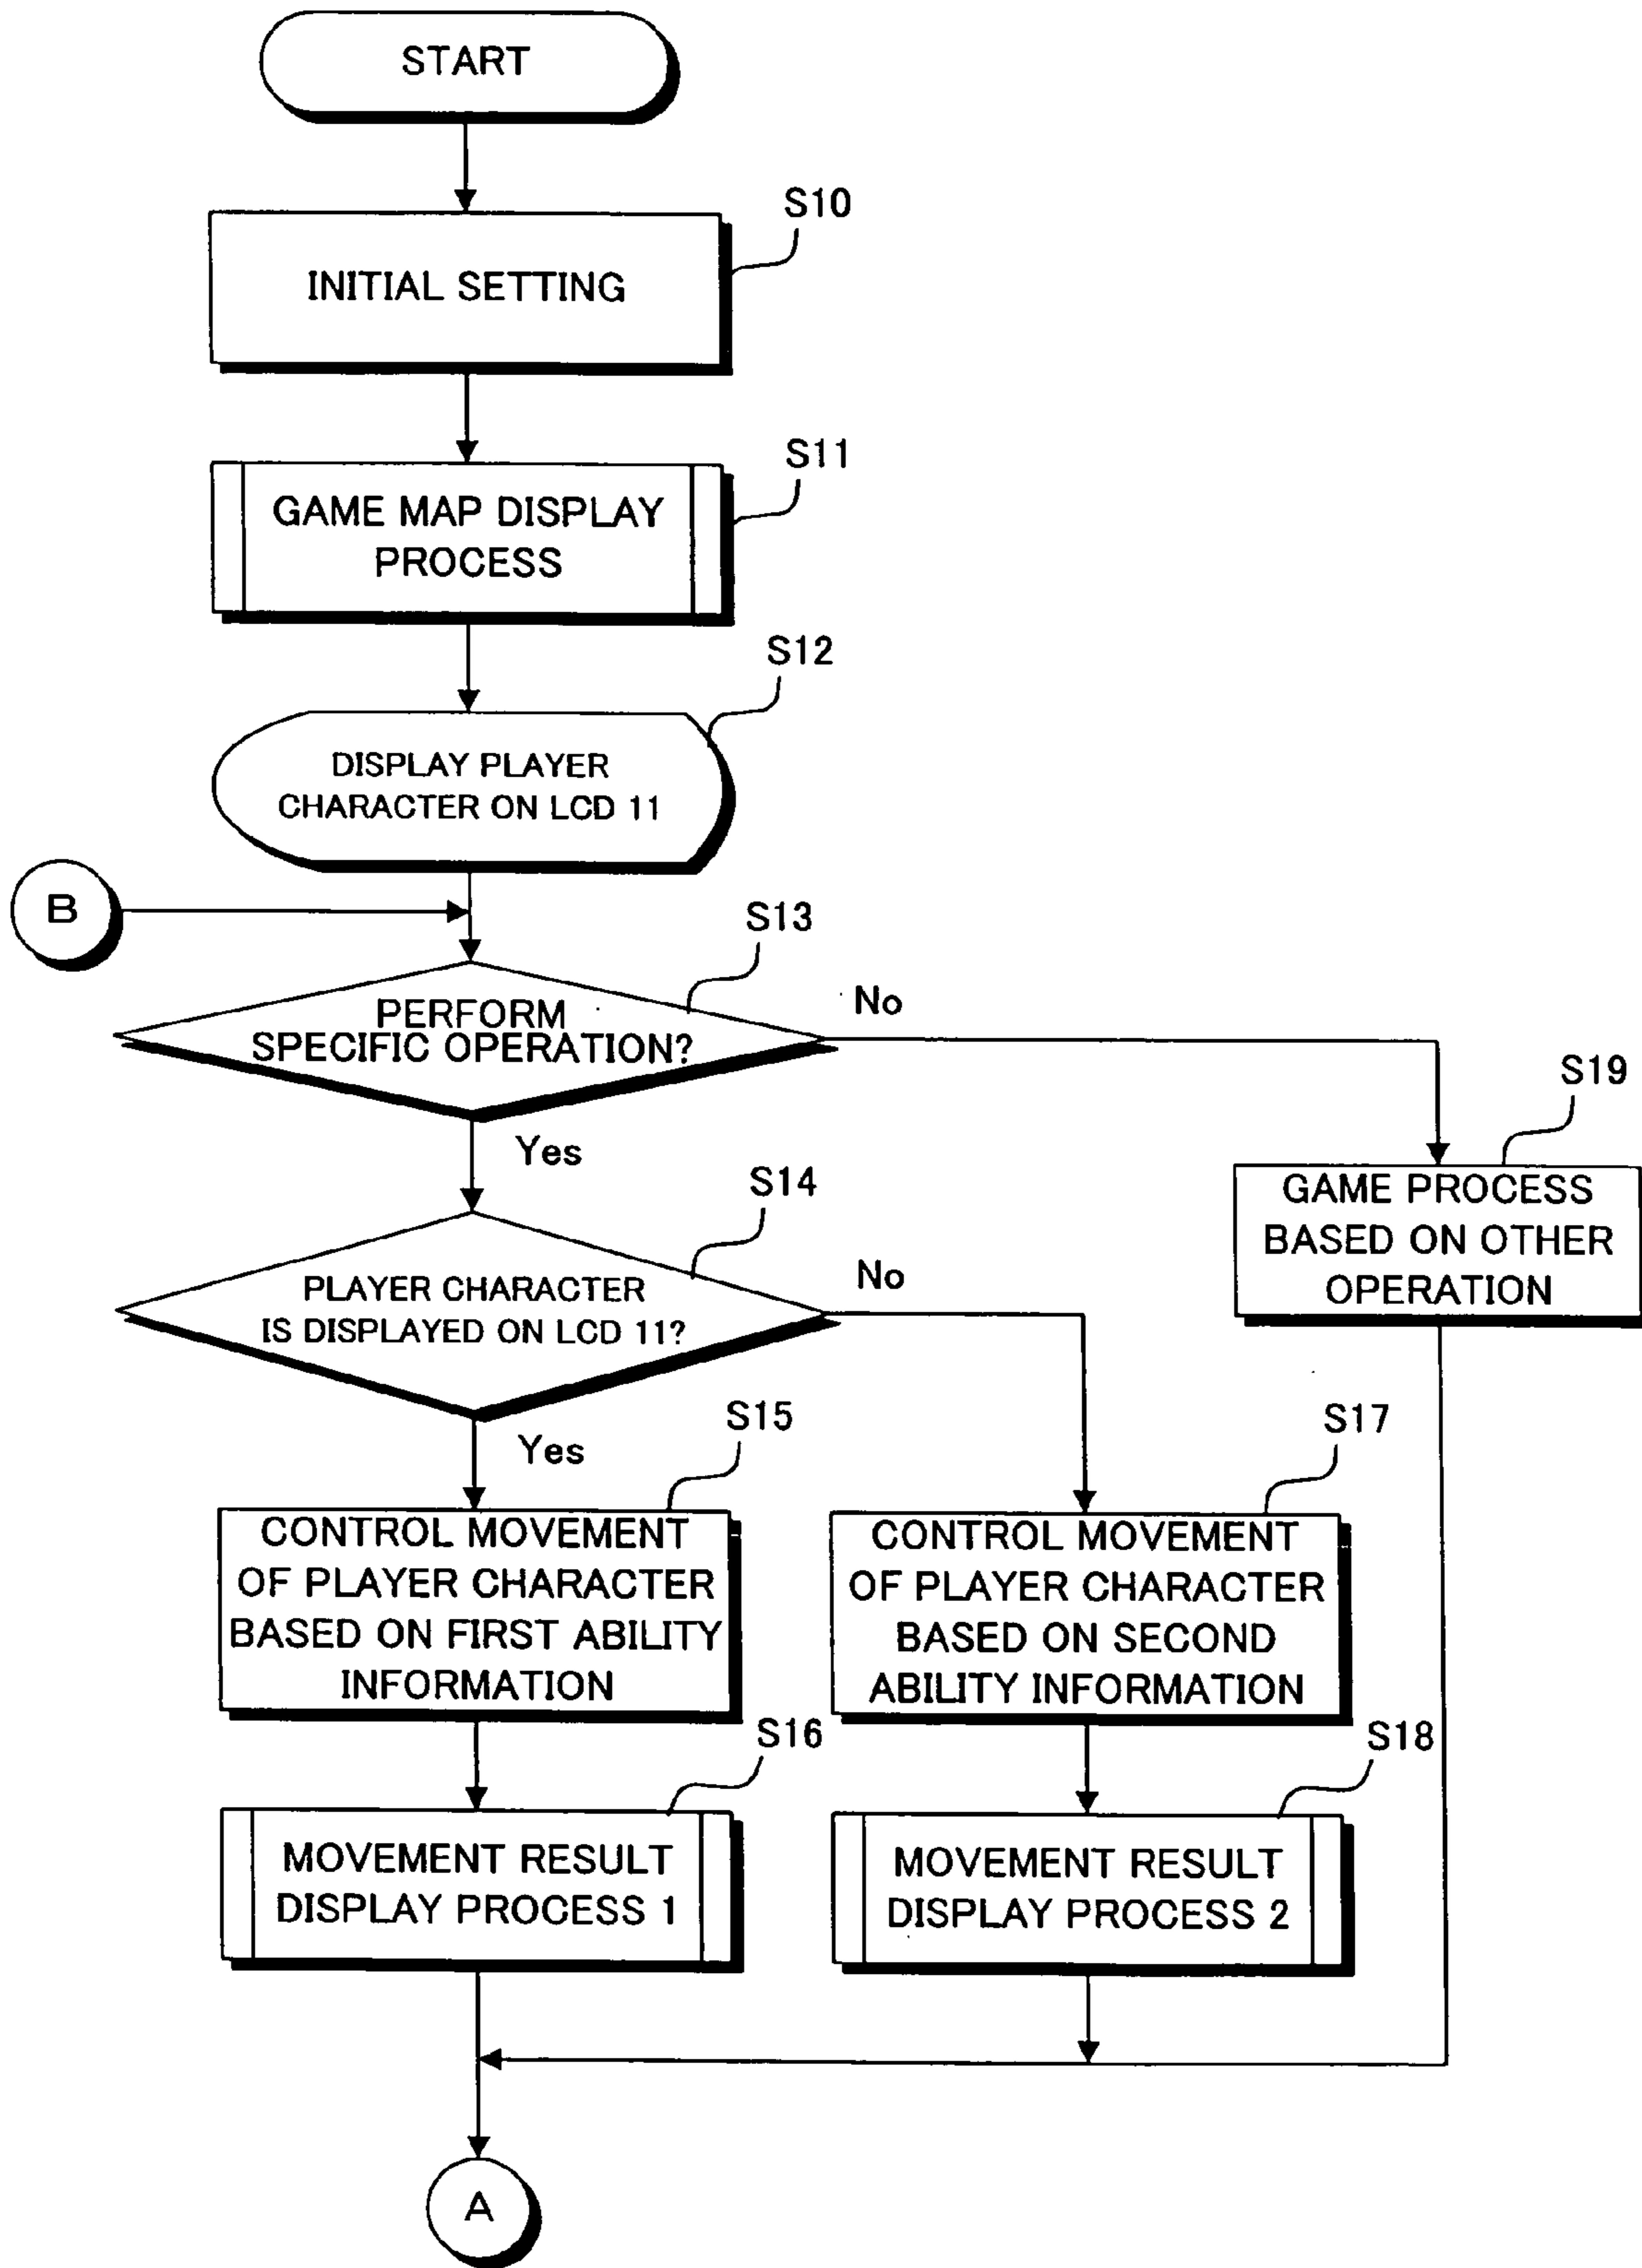 START
S10
INITIAL SETTING
S11
GAME MAP DISPLAY
PROCESS
S12
DISPLAY PLAYER
CHARACTER ON LCD 11
B
S13
PERFORM
SPECIFIC OPERATION?
No
Yes
S19
GAME PROCESS
BASED ON OTHER
OPERATION
S14
PLAYER CHARACTER
IS DISPLAYED ON LCD 11?
No
Yes
S15
CONTROL MOVEMENT
OF PLAYER CHARACTER
BASED ON FIRST ABILITY
INFORMATION
S17
CONTROL MOVEMENT
OF PLAYER CHARACTER
BASED ON SECOND
ABILITY INFORMATION
S16
MOVEMENT RESULT
DISPLAY PROCESS 1
S18
MOVEMENT RESULT
DISPLAY PROCESS 2
A